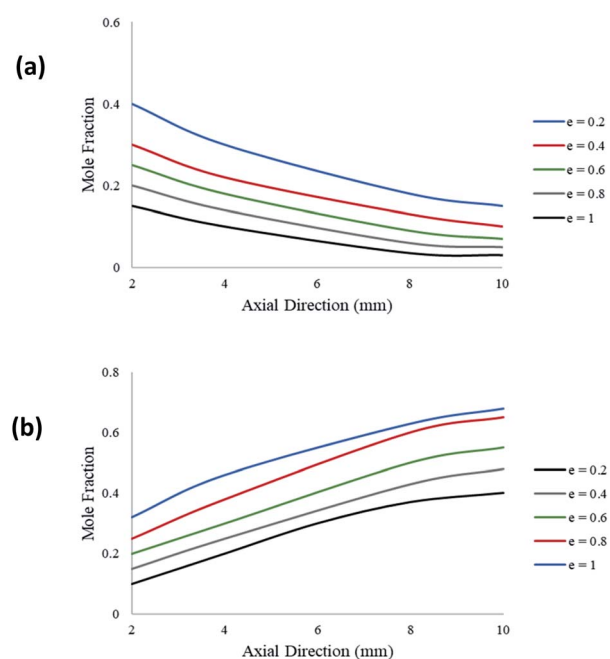 (a)
Mole Fraction
0.6
0.4
0.2
0
2 4 6 8 10
Axial Direction (mm)
e = 0.2
e = 0.4
e = 0.6
e = 0.8
e = 1
(b)
Mole Fraction
0.8
0.6
0.4
0.2
0
2 4 6 8 10
Axial Direction (mm)
e = 0.2
e = 0.4
e = 0.6
e = 0.8
e = 1